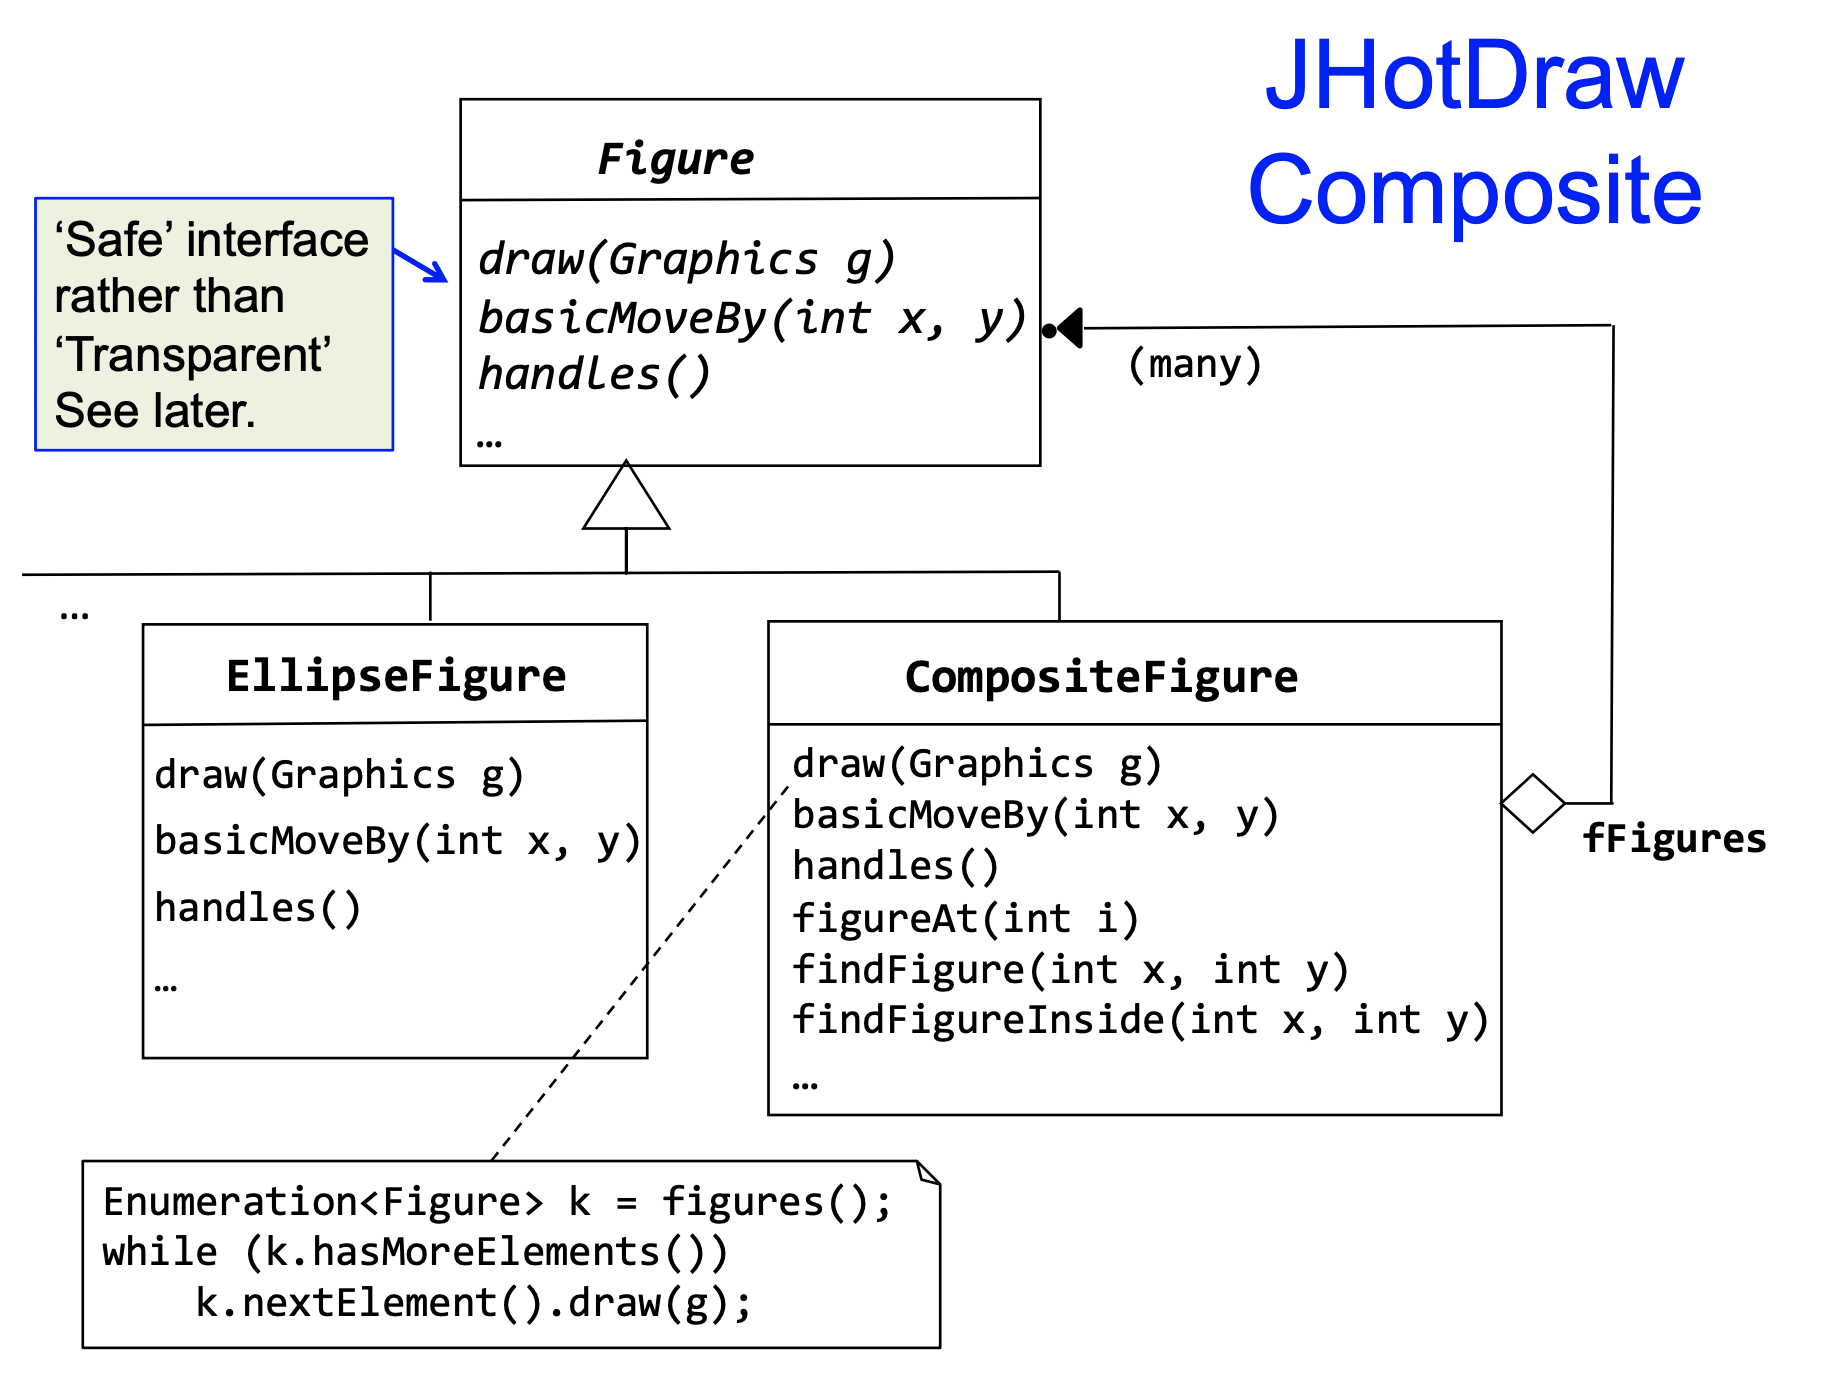 JHotDraw
Composite
Figure
‘Safe’ interface
rather than
‘Transparent’
See later.
draw(Graphics g)
basicMoveBy(int x, y)
handles()
…
(many)
…
EllipseFigure
draw(Graphics g)
basicMoveBy(int x, y)
handles()
…
CompositeFigure
draw(Graphics g)
basicMoveBy(int x, y)
handles()
figureAt(int i)
findFigure(int x, int y)
findFigureInside(int x, int y)
…
fFigures
Enumeration<Figure> k = figures();
while (k.hasMoreElements())
    k.nextElement().draw(g);